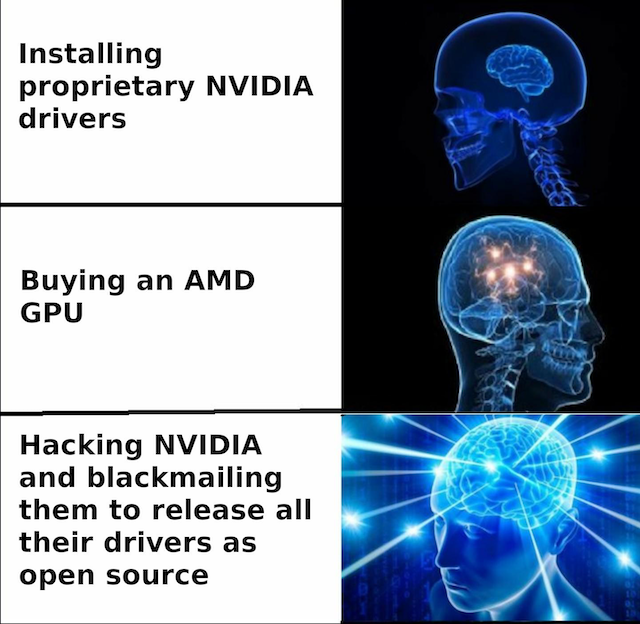 Installing
proprietary NVIDIA
drivers
Buying an AMD
GPU
Hacking NVIDIA
and blackmailing
them to release all
their drivers as
open source